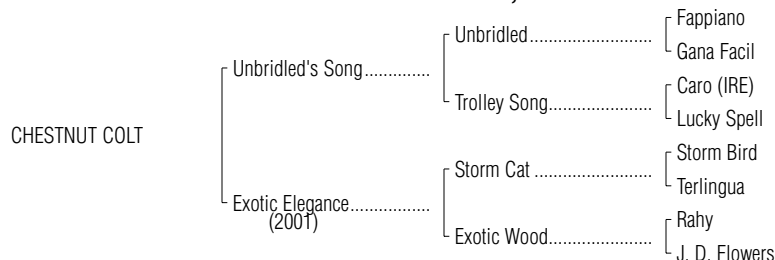 Fappiano
Unbridled..............................
Gana Facil
Unbridled's Song..............
Caro (IRE)
Trolley Song.........................
Lucky Spell
CHESTNUT COLT
Storm Bird
Storm Cat .............................
Terlingua
Exotic Elegance.................
(2001)
Rahy
Exotic Wood.........................
J. D. Flowers